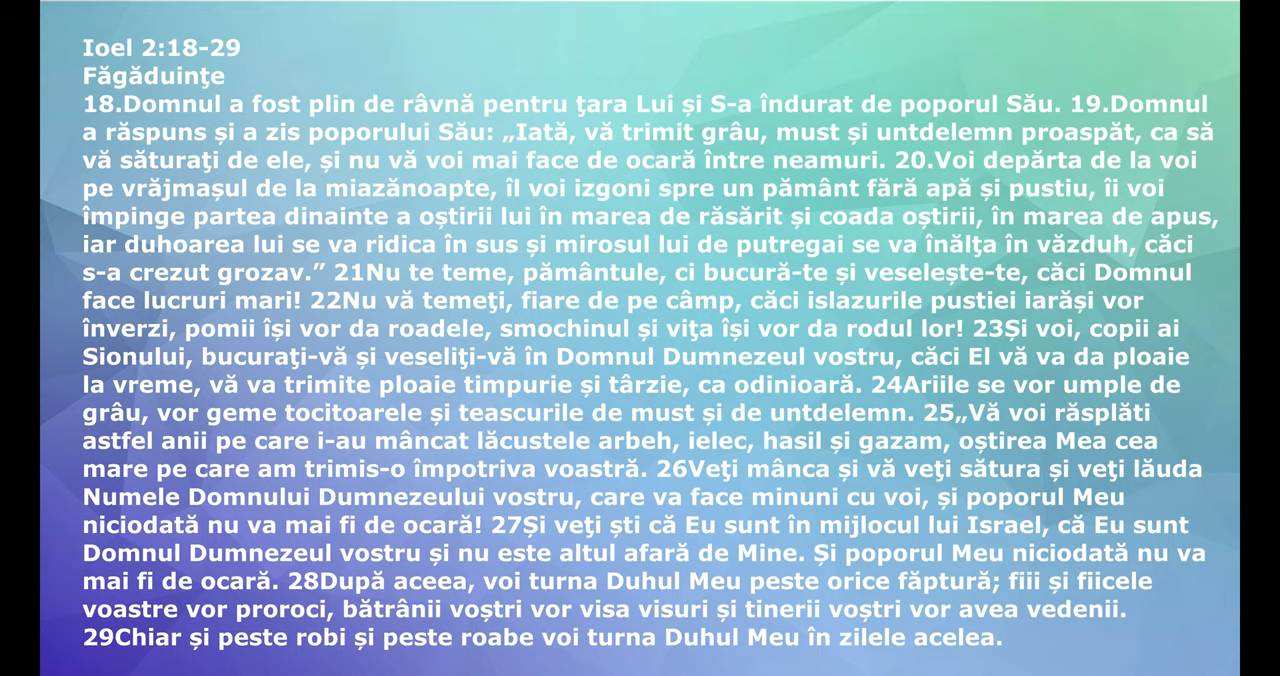 Ioel 2:18-29
Făgăduinţe
18.Domnul a fost plin de râvnă pentru ţara Lui și S-a îndurat de poporul Său. 19.Domnul
a răspuns și a zis poporului Său: „Iată, vă trimit grâu, must și untdelemn proaspăt, ca să
vă săturaţi de ele, și nu vă voi mai face de ocară între neamuri. 20.Voi depărta de la voi
pe vrăjmașul de la miazănoapte, îl voi izgoni spre un pământ fără apă și pustiu, îi voi
împinge partea dinainte a oștirii lui în marea de răsărit și coada oștirii, în marea de apus,
iar duhoarea lui se va ridica în sus și mirosul lui de putregai se va înălţa în văzduh, căci
s-a crezut grozav.” 21Nu te teme, pământule, ci bucură-te și veselește-te, căci Domnul
face lucruri mari! 22Nu vă temeţi, fiare de pe câmp, căci islazurile pustiei iarăși vor
înverzi, pomii își vor da roadele, smochinul și viţa își vor da rodul lor! 23Și voi, copii ai
Sionului, bucuraţi-vă și veseliţi-vă în Domnul Dumnezeul vostru, căci El vă va da ploaie
la vreme, vă va trimite ploaie timpurie și târzie, ca odinioară. 24Ariile se vor umple de
grâu, vor geme tocitoarele și teascurile de must și de untdelemn. 25„Vă voi răsplăti
astfel anii pe care i-au mâncat lăcustele arbeh, ielec, hasil și gazam, oștirea Mea cea
mare pe care am trimis-o împotriva voastră. 26Veţi mânca și vă veţi sătura și veţi lăuda
Numele Domnului Dumnezeului vostru, care va face minuni cu voi, și poporul Meu
niciodată nu va mai fi de ocară! 27Și veţi ști că Eu sunt în mijlocul lui Israel, că Eu sunt
Domnul Dumnezeul vostru și nu este altul afară de Mine. Și poporul Meu niciodată nu va
mai fi de ocară. 28După aceea, voi turna Duhul Meu peste orice făptură; fiii și fiicele
voastre vor proroci, bătrânii voștri vor visa visuri și tinerii voștri vor avea vedenii.
29Chiar și peste robi și peste roabe voi turna Duhul Meu în zilele acelea.